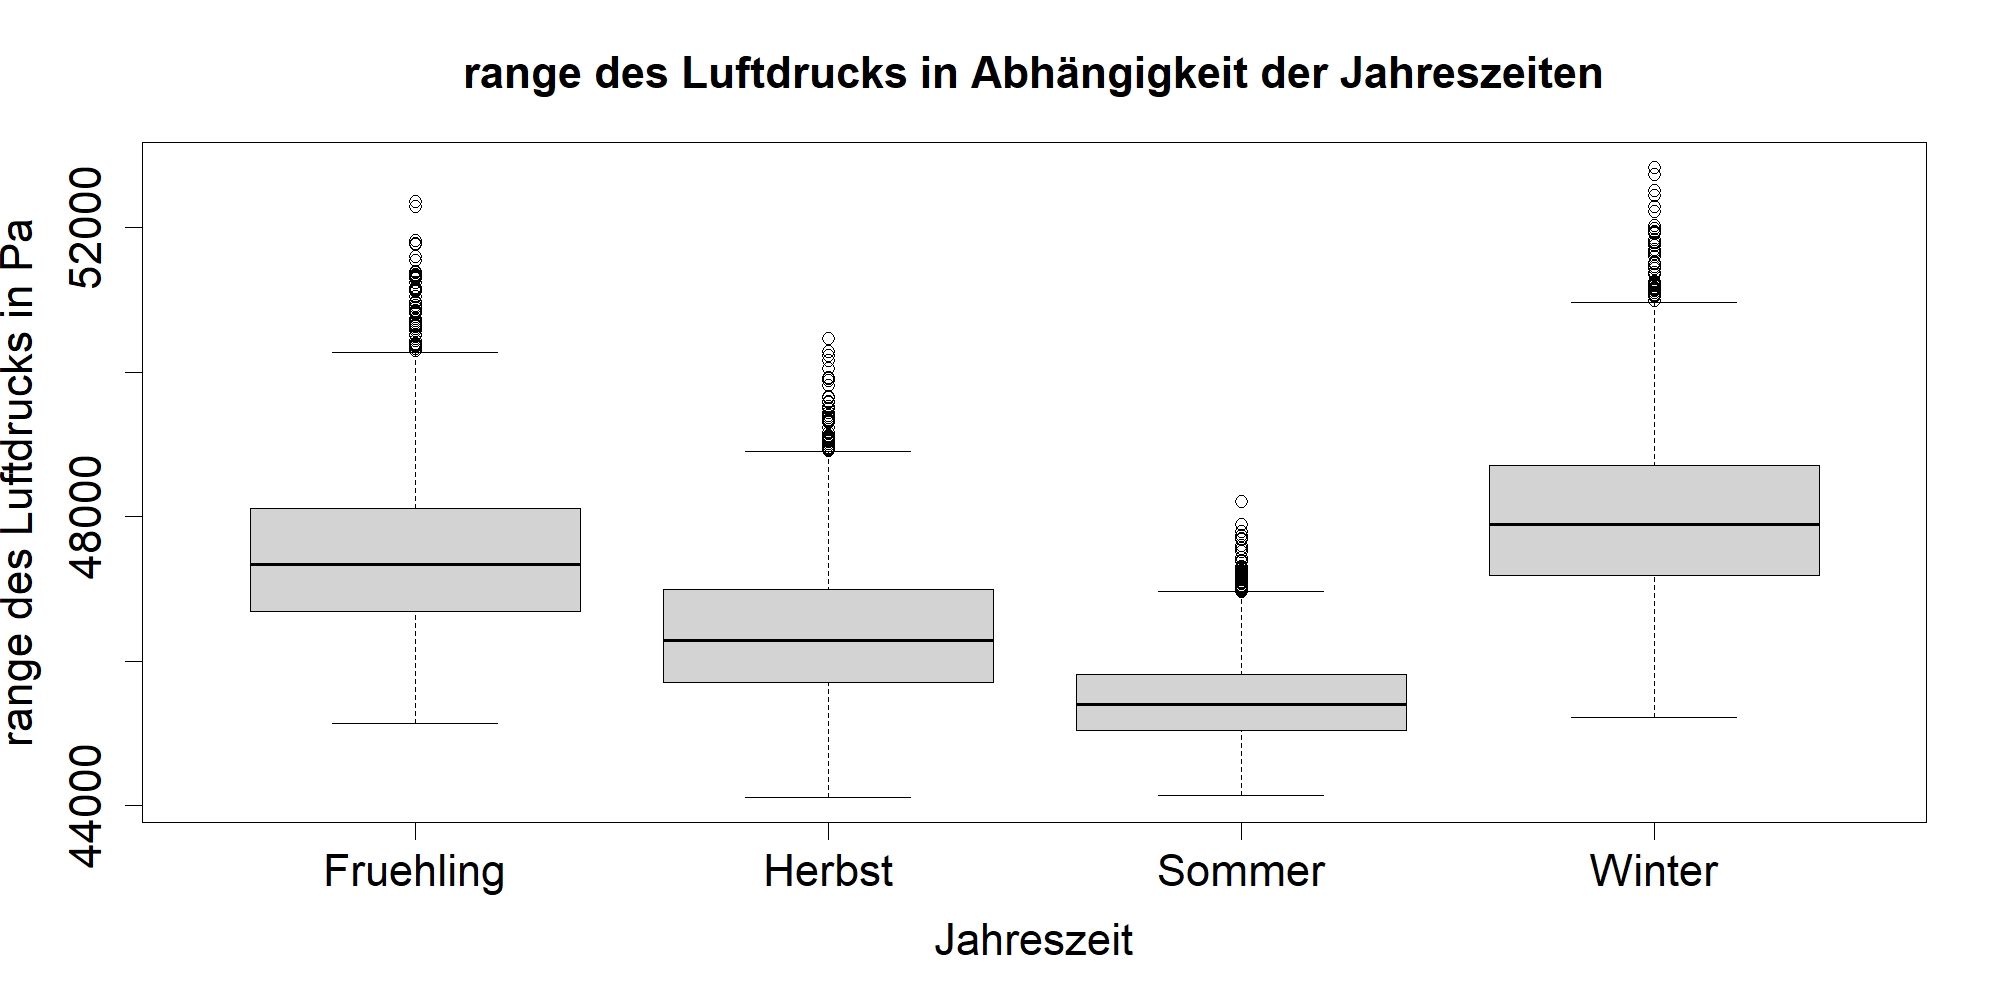 range des Luftdrucks in Abhängigkeit der Jahreszeiten
range des Luftdrucks in Pa
52000
48000
44000
Fruehling Herbst Sommer Winter
Jahreszeit